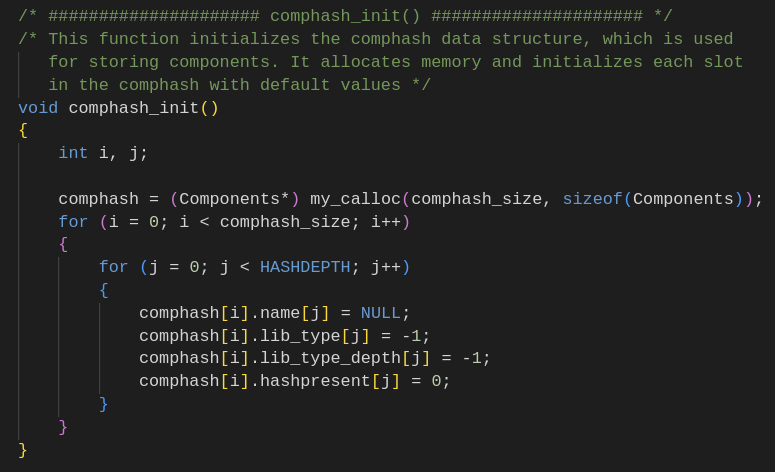 /* ##################### comphash_init() ##################### */
/* This function initializes the comphash data structure, which is used
   for storing components. It allocates memory and initializes each slot
   in the comphash with default values */
void comphash_init()
{
    int i, j;

    comphash = (Components*) my_calloc(comphash_size, sizeof(Components));
    for (i = 0; i < comphash_size; i++)
    {
        for (j = 0; j < HASHDEPTH; j++)
        {
            comphash[i].name[j] = NULL;
            comphash[i].lib_type[j] = -1;
            comphash[i].lib_type_depth[j] = -1;
            comphash[i].hashpresent[j] = 0;
        }
    }
}